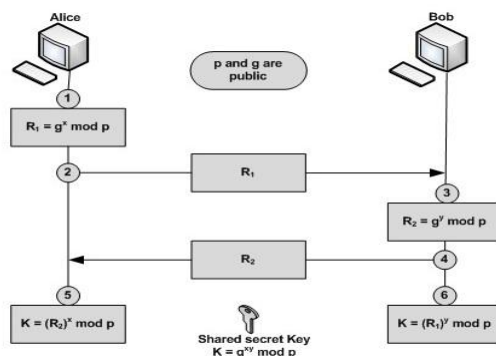 Alice
Bob
p and g are
public
1
R₁ = gˣ mod p
2
R₁
3
R₂ = gʸ mod p
R₂
4
5
6
K = (R₂)ˣ mod p
K = (R₁)ʸ mod p
Shared secret Key
K = gˣʸ mod p